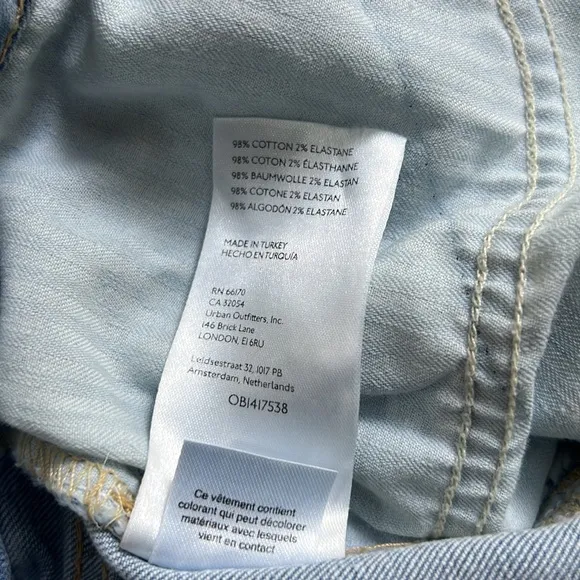 98% COTTON 2% ELASTANE
98% COTON 2% ÉLASTHANNE
98% BAUMWOLLE 2% ELASTAN
98% COTONE 2% ELASTAN
98% ALGODÓN 2% ELASTANE
MADE IN TURKEY
HECHO EN TURQUÍA
RN 66170
CA 32054
Urban Outfitters, Inc.
146 Brick Lane
LONDON, E1 6RU
Leidsestraat 32, 1017 PB
Amsterdam, Netherlands
OB1417538
Ce vêtement contient
colorant qui peut décolorer
matériaux avec lesquels
vient en contact